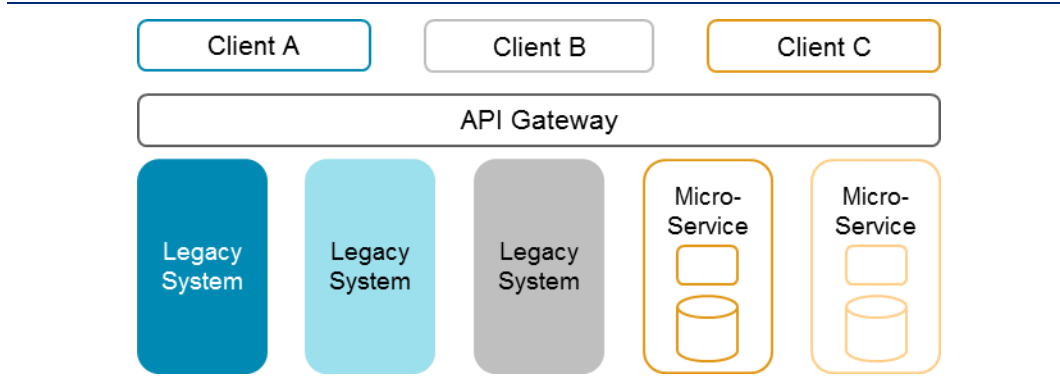 Client A
Client B
Client C
API Gateway
Legacy
System
Legacy
System
Legacy
System
Micro-
Service
Micro-
Service